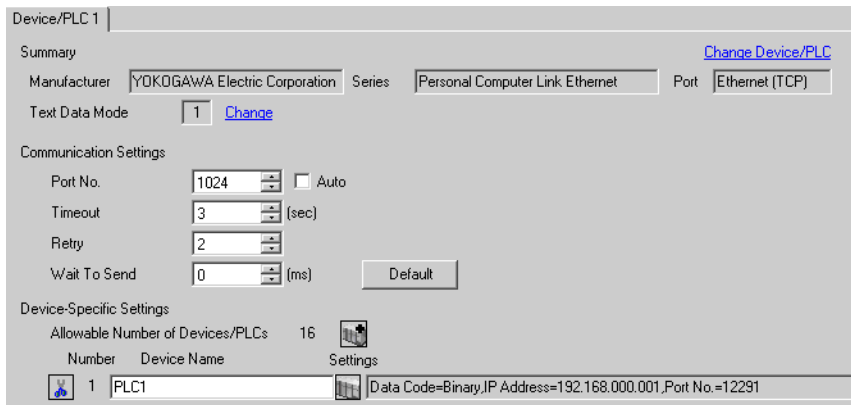 Device/PLC 1
Summary Change Device/PLC
Manufacturer YOKOGAWA Electric Corporation Series Personal Computer Link Ethernet Port Ethernet (TCP)
Text Data Mode 1 Change
Communication Settings
Port No. 1024 Auto
Timeout 3 (sec)
Retry 2
Wait To Send 0 (ms) Default
Device-Specific Settings
Allowable Number of Devices/PLCs 16
Number Device Name Settings
1 PLC1 Data Code=Binary,IP Address=192.168.000.001,Port No.=12291